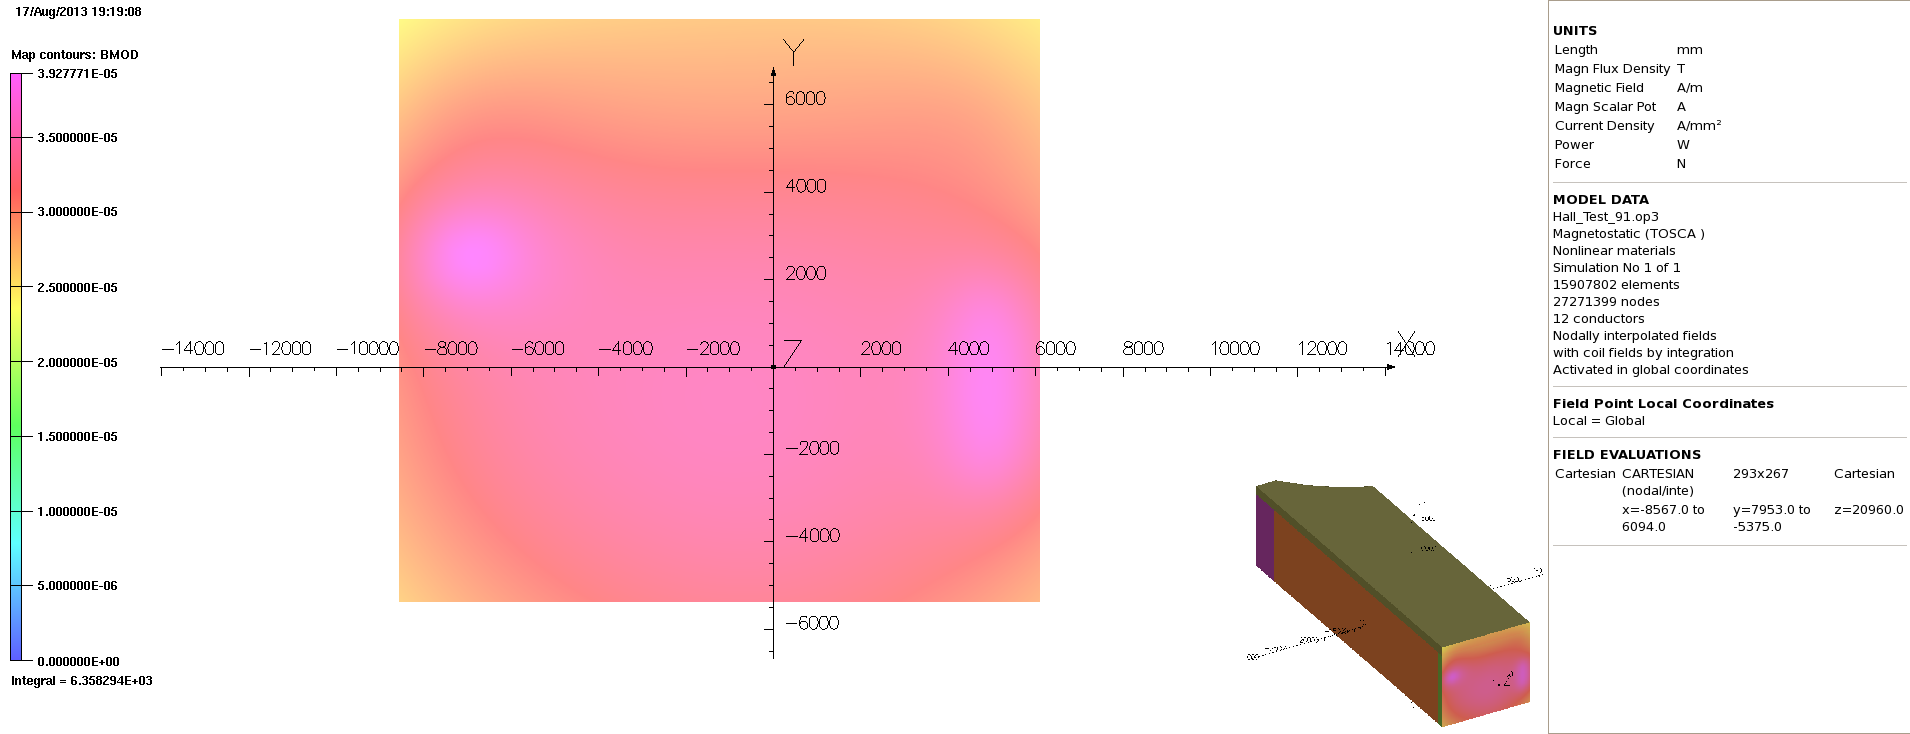 17/Aug/2013 19:19:08
Map contours: BMOD
3.927771E-05
3.500000E-05
3.000000E-05
2.500000E-05
2.000000E-05
1.500000E-05
1.000000E-05
5.000000E-06
0.000000E+00
Integral = 6.358294E+03
Y
6000
4000
2000
−14000 −12000 −10000 −8000 −6000 −4000 −2000 Z 2000 4000 6000 8000 10000 12000 14000 X
−2000
−4000
−6000
UNITS
Length mm
Magn Flux Density T
Magnetic Field A/m
Magn Scalar Pot A
Current Density A/mm²
Power W
Force N
MODEL DATA
Hall_Test_91.op3
Magnetostatic (TOSCA )
Nonlinear materials
Simulation No 1 of 1
15907802 elements
27271399 nodes
12 conductors
Nodally interpolated fields
with coil fields by integration
Activated in global coordinates
Field Point Local Coordinates
Local = Global
FIELD EVALUATIONS
Cartesian CARTESIAN 293x267 Cartesian
(nodal/inte)
x=-8567.0 to y=7953.0 to z=20960.0
6094.0 -5375.0